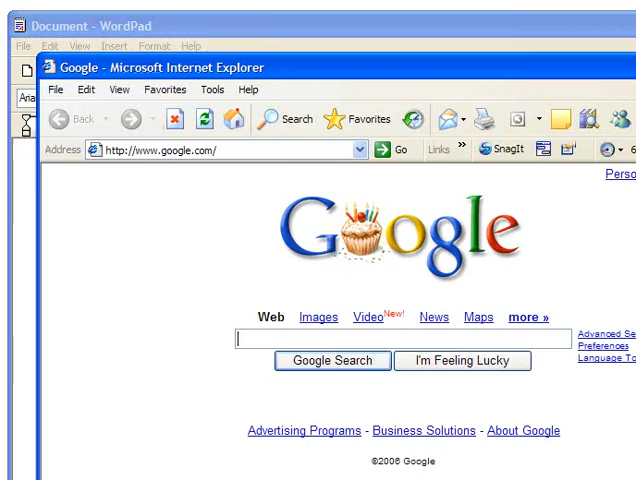 Document - WordPad
File Edit View Insert Format Help
Google - Microsoft Internet Explorer
Aria
File Edit View Favorites Tools Help
Back Search Favorites
Address http://www.google.com/ Go Links » SnagIt 6
Perso
Google
Web Images Video New! News Maps more »
Advanced Se
Preferences
Language To
Google Search I'm Feeling Lucky
Advertising Programs - Business Solutions - About Google
©2006 Google